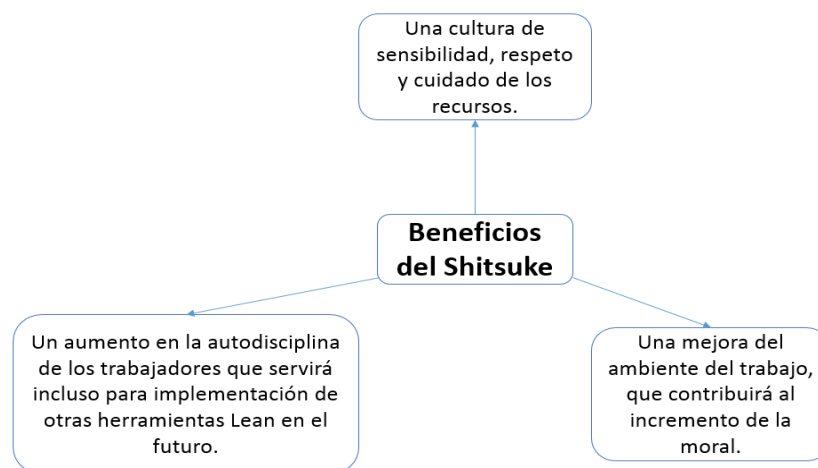 Una cultura de
sensibilidad, respeto
y cuidado de los
recursos.
Beneficios
del Shitsuke
Un aumento en la autodisciplina
de los trabajadores que servirá
incluso para implementación de
otras herramientas Lean en el
futuro.
Una mejora del
ambiente del trabajo,
que contribuirá al
incremento de la
moral.